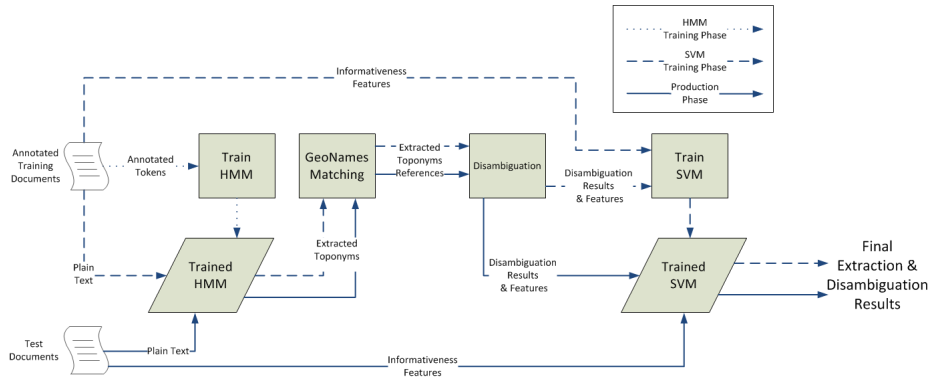 HMM
Training Phase
SVM
Training Phase
Production
Phase
Informativeness
Features
Annotated
Training
Documents
Annotated
Tokens
Train
HMM
GeoNames
Matching
Extracted
Toponyms
References
Disambiguation
Disambiguation
Results
& Features
Train
SVM
Plain
Text
Trained
HMM
Extracted
Toponyms
Disambiguation
Results
& Features
Trained
SVM
Final
Extraction &
Disambiguation
Results
Test
Documents
Plain Text
Informativeness
Features